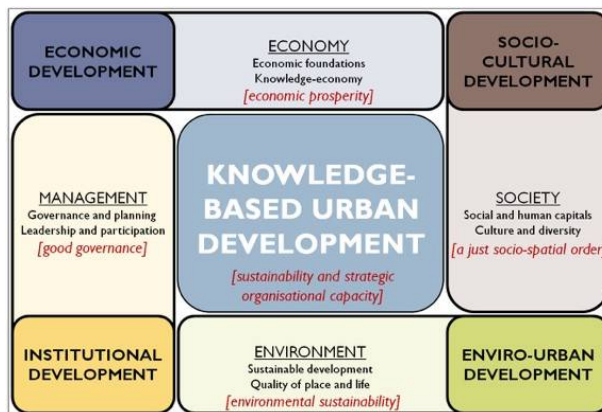 ECONOMIC
DEVELOPMENT
ECONOMY
Economic foundations
Knowledge-economy
[economic prosperity]
SOCIO-
CULTURAL
DEVELOPMENT
MANAGEMENT
Governance and planning
Leadership and participation
[good governance]
KNOWLEDGE-
BASED URBAN
DEVELOPMENT
[sustainability and strategic
organisational capacity]
SOCIETY
Social and human capitals
Culture and diversity
[a just socio-spatial order]
INSTITUTIONAL
DEVELOPMENT
ENVIRONMENT
Sustainable development
Quality of place and life
[environmental sustainability]
ENVIRO-URBAN
DEVELOPMENT